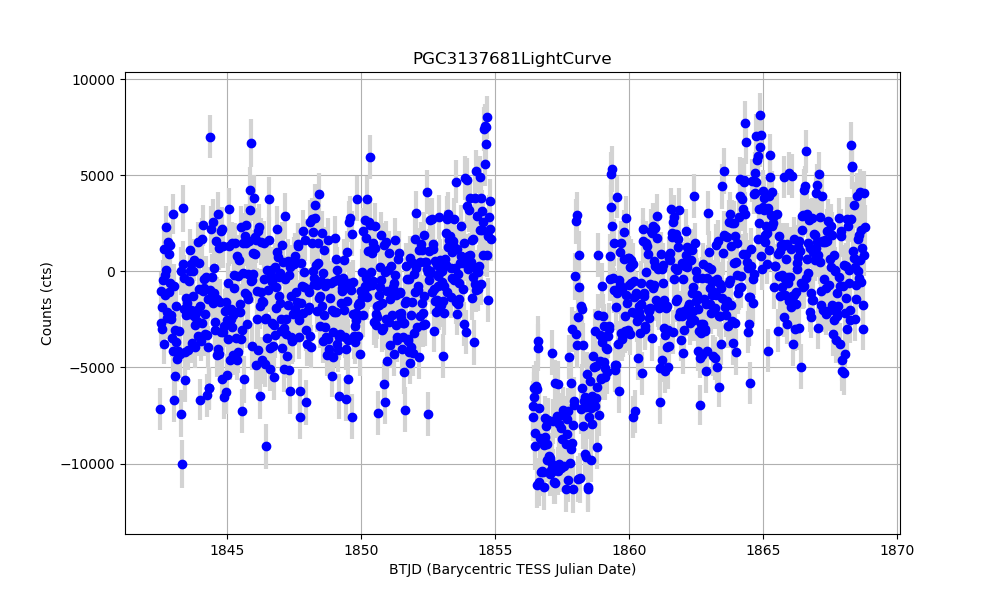 PGC3137681LightCurve
10000
5000
0
−5000
−10000
Counts (cts)
1845 1850 1855 1860 1865 1870
BTJD (Barycentric TESS Julian Date)